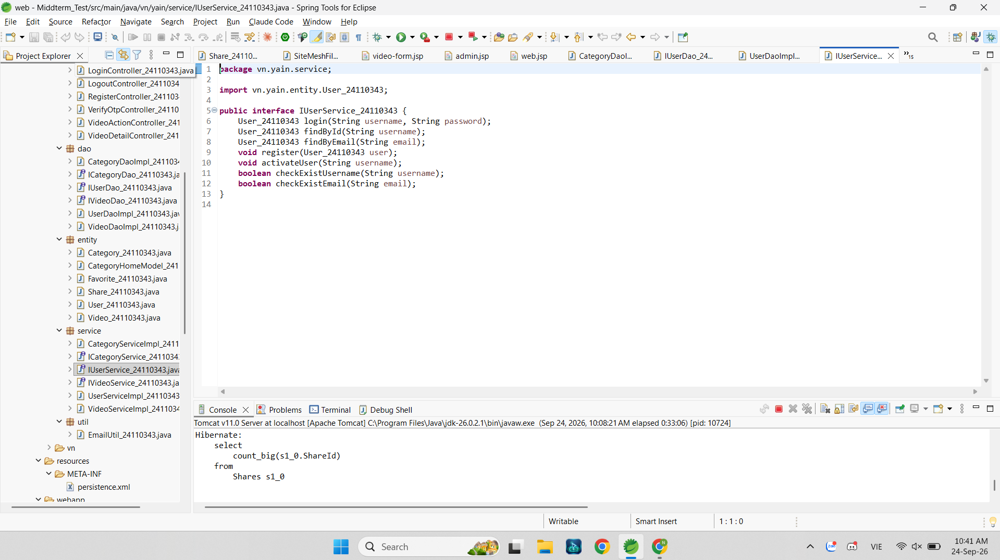 web - Middterm_Test/src/main/java/vn/yain/service/IUserService_24110343.java - Spring Tools for Eclipse
File Edit Source Refactor Navigate Search Project Run Claude Code Window Help
Project Explorer
LoginController_24110343.java
LogoutController_2411034
RegisterController_241103
VerifyOtpController_24110
VideoActionController_241
VideoDetailController_241
dao
CategoryDaoImpl_2411034
ICategoryDao_24110343.ja
IUserDao_24110343.java
IVideoDao_24110343.java
UserDaoImpl_24110343.jav
VideoDaoImpl_24110343.j
entity
Category_24110343.java
CategoryHomeModel_241
Favorite_24110343.java
Share_24110343.java
User_24110343.java
Video_24110343.java
service
CategoryServiceImpl_2411
ICategoryService_2411034
IUserService_24110343.java
IVideoService_24110343.ja
UserServiceImpl_24110343
VideoServiceImpl_2411034
util
EmailUtil_24110343.java
vn
resources
META-INF
persistence.xml
webapp
Share_24110... SiteMeshFil... video-form.jsp admin.jsp web.jsp CategoryDaoI... IUserDao_24... UserDaoImpl... IUserService... »15
1 package vn.yain.service;
2
3 import vn.yain.entity.User_24110343;
4
5 public interface IUserService_24110343 {
6 User_24110343 login(String username, String password);
7 User_24110343 findById(String username);
8 User_24110343 findByEmail(String email);
9 void register(User_24110343 user);
10 void activateUser(String username);
11 boolean checkExistUsername(String username);
12 boolean checkExistEmail(String email);
13 }
14
Console Problems Terminal Debug Shell
Tomcat v11.0 Server at localhost [Apache Tomcat] C:\Program Files\Java\jdk-26.0.2.1\bin\javaw.exe (Sep 24, 2026, 10:08:21 AM elapsed 0:33:06) [pid: 10724]
Hibernate:
select
count_big(s1_0.ShareId)
from
Shares s1_0
Writable Smart Insert 1 : 1 : 0
Search
Zalo
N
VIE
10:41 AM
24-Sep-26